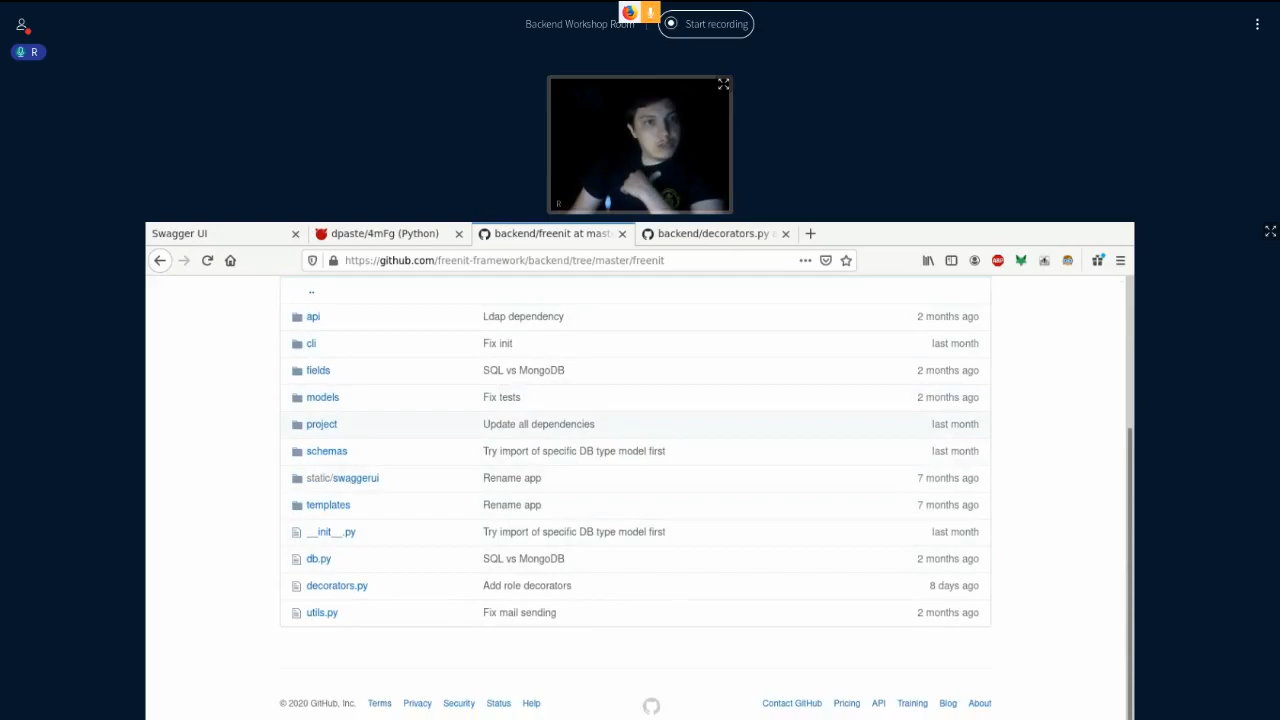 Backend Workshop Room
Start recording
R
R
Swagger UI
dpaste/4mFg (Python)
backend/freenit at mast
backend/decorators.py a
https://github.com/freenit-framework/backend/tree/master/freenit
ABP
..
api Ldap dependency 2 months ago
cli Fix init last month
fields SQL vs MongoDB 2 months ago
models Fix tests 2 months ago
project Update all dependencies last month
schemas Try import of specific DB type model first last month
static/swaggerui Rename app 7 months ago
templates Rename app 7 months ago
__init__.py Try import of specific DB type model first last month
db.py SQL vs MongoDB 2 months ago
decorators.py Add role decorators 8 days ago
utils.py Fix mail sending 2 months ago
© 2020 GitHub, Inc. Terms Privacy Security Status Help Contact GitHub Pricing API Training Blog About